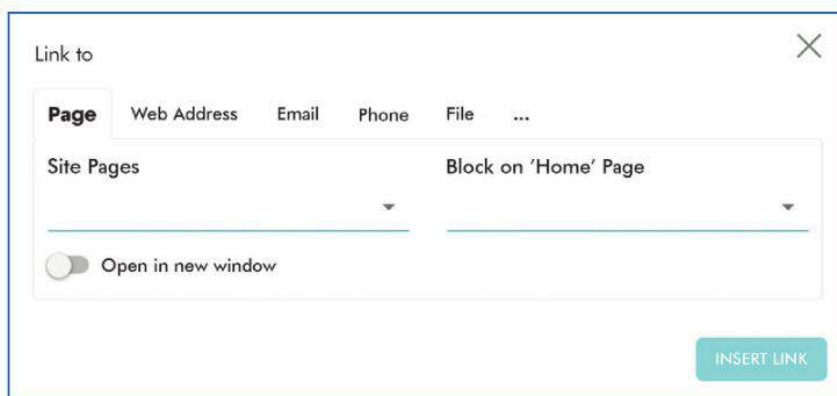 Link to
Page Web Address Email Phone File ...
Site Pages Block on 'Home' Page
Open in new window
INSERT LINK